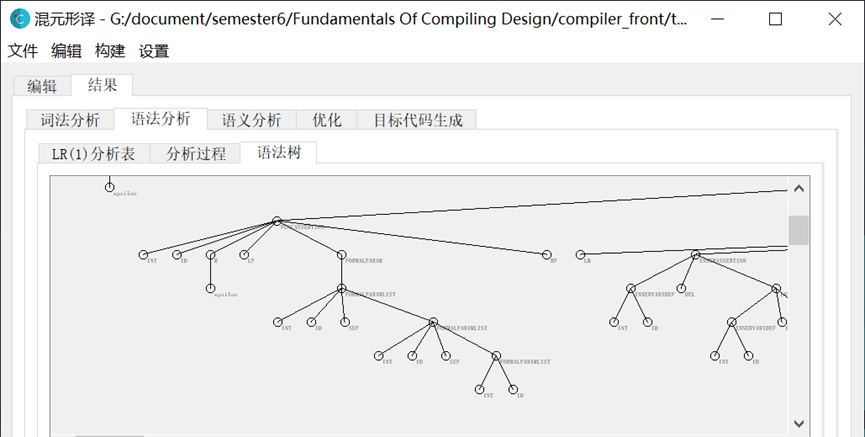 混元形译 - G:/document/semester6/Fundamentals Of Compiling Design/compiler_front/t...
文件 编辑 构建 设置
编辑 结果
词法分析 语法分析 语义分析 优化 目标代码生成
LR(1)分析表 分析过程 语法树
epsilon
INT ID M LP FORMALPARAM RP LB INNERASSERTION
epsilon FORMALPARAMLIST INNERVARIDEF DEL
INT ID SEP FORMALPARAMLIST INT ID INNERVARIDEF
INT ID SEP FORMALPARAMLIST INT ID
INT ID